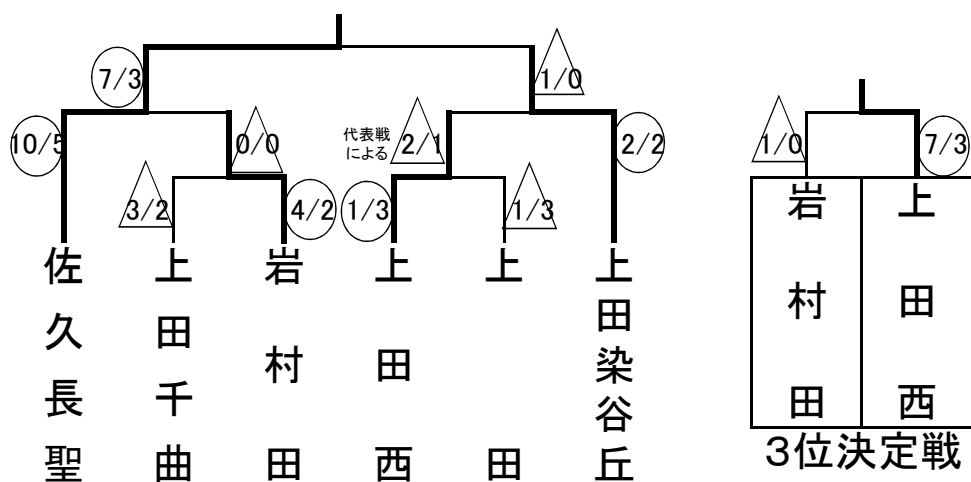 7/3
1/0
10/5
0/0
代表戦
による
2/1
2/2
3/2
4/2
1/3
1/3
佐久長聖
上田千曲
岩村田
上田西
上田
上田染谷丘
1/0
7/3
岩村田
上田西
3位決定戦